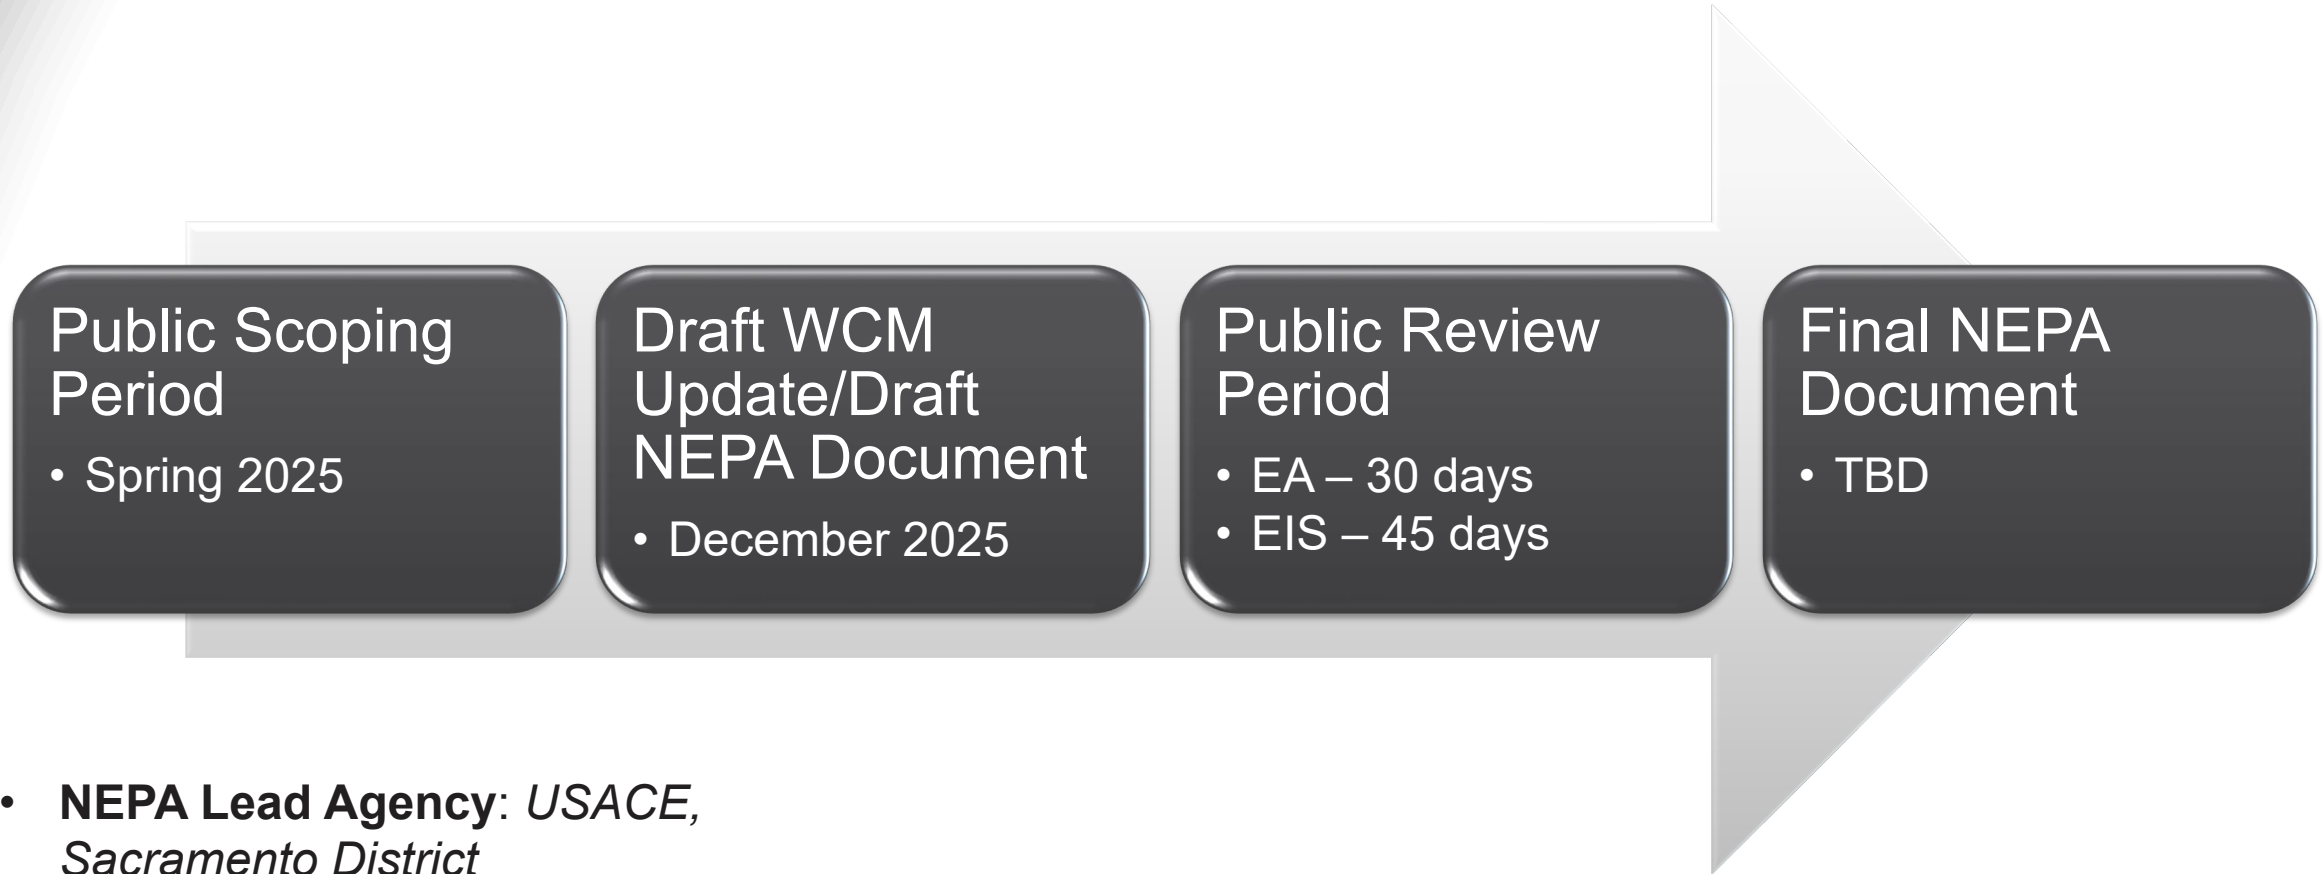 Public Scoping
Period
• Spring 2025
Draft WCM
Update/Draft
NEPA Document
• December 2025
Public Review
Period
• EA – 30 days
• EIS – 45 days
Final NEPA
Document
• TBD
• NEPA Lead Agency: USACE,
Sacramento District